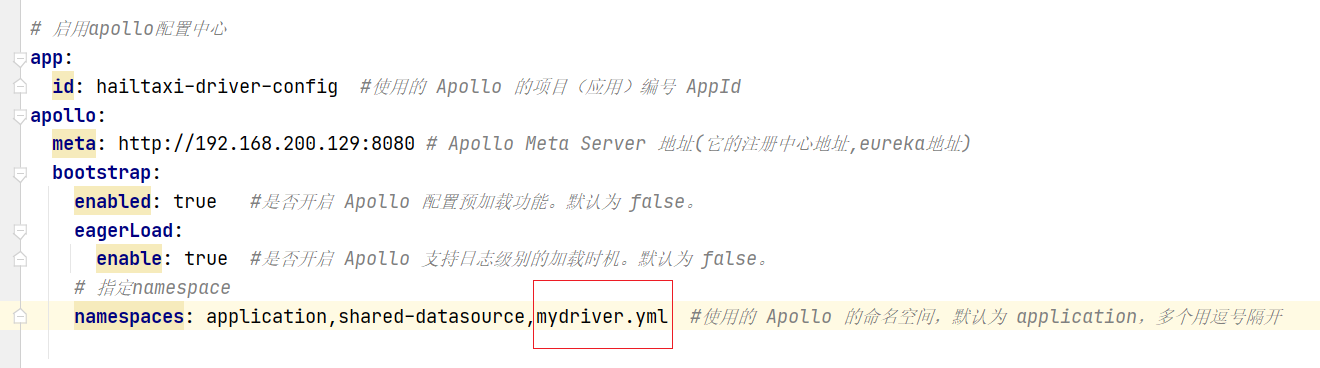 # 启用apollo配置中心
app:
  id: hailtaxi-driver-config  #使用的 Apollo 的项目（应用）编号 AppId
apollo:
  meta: http://192.168.200.129:8080 # Apollo Meta Server 地址(它的注册中心地址,eureka地址)
  bootstrap:
    enabled: true   #是否开启 Apollo 配置预加载功能。默认为 false。
    eagerLoad:
      enable: true  #是否开启 Apollo 支持日志级别的加载时机。默认为 false。
    # 指定namespace
    namespaces: application,shared-datasource,mydriver.yml  #使用的 Apollo 的命名空间，默认为 application，多个用逗号隔开